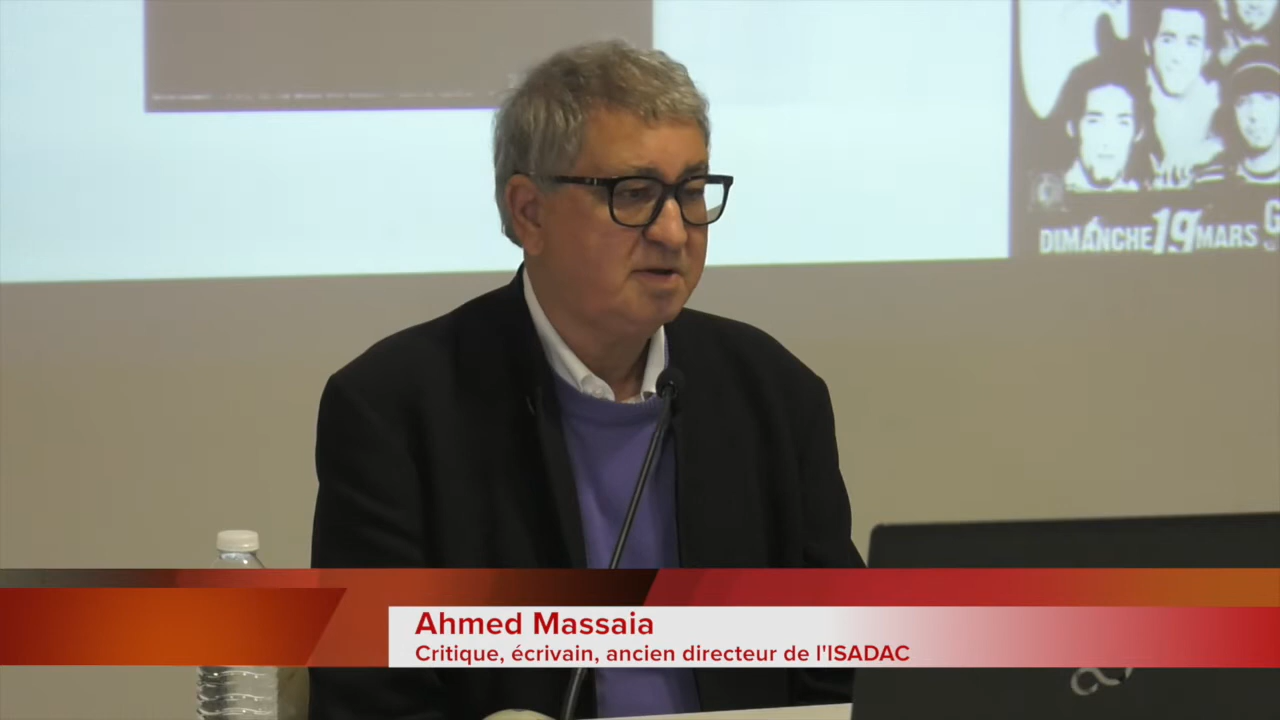 DIMANCHE 19 MARS
Ahmed Massaia
Critique, écrivain, ancien directeur de l'ISADAC